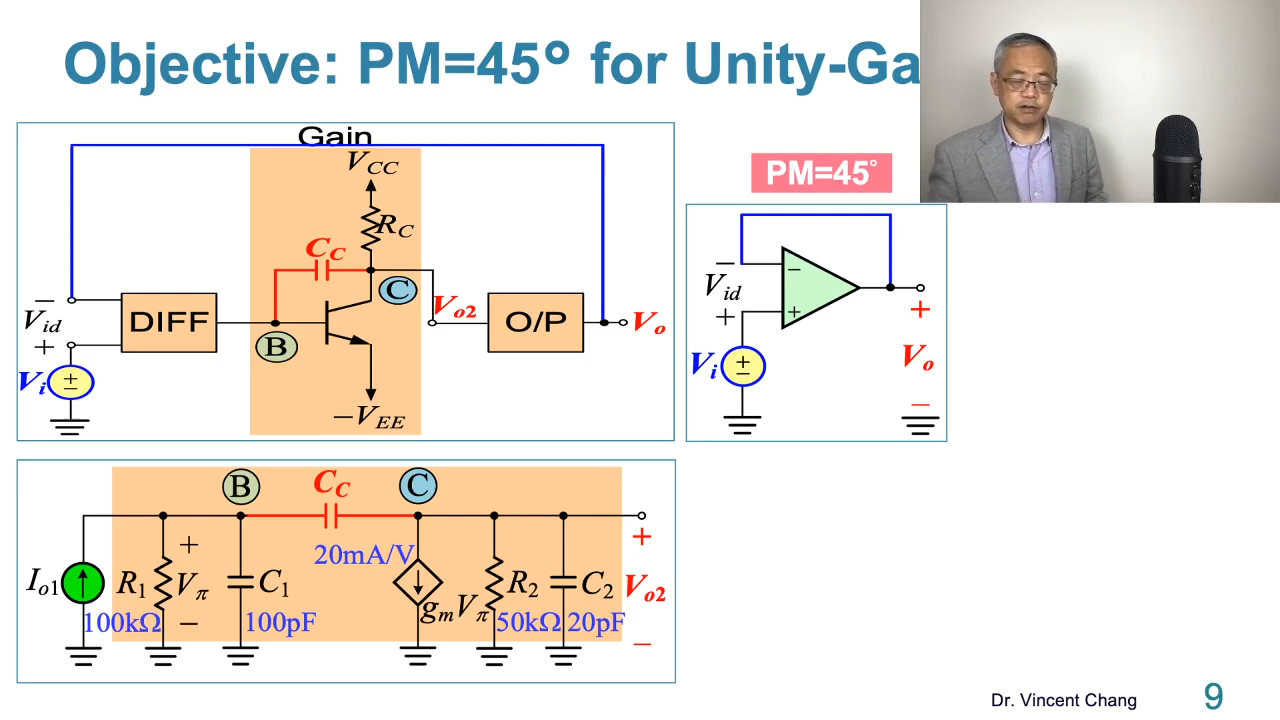 Objective: PM=45° for Unity-Ga
Gain
V_CC
R_C
C_C
C
V_o2
V_id
−
+
DIFF
B
O/P
V_o
V_i
+
−
−V_EE
PM=45°
−
V_id
+
−
+
+
V_o
−
V_i
+
−
B
C_C
C
20mA/V
+
I_o1
R_1
V_π
C_1
g_mV_π
R_2
C_2
V_o2
100kΩ
−
100pF
50kΩ
20pF
+
−
Dr. Vincent Chang
9